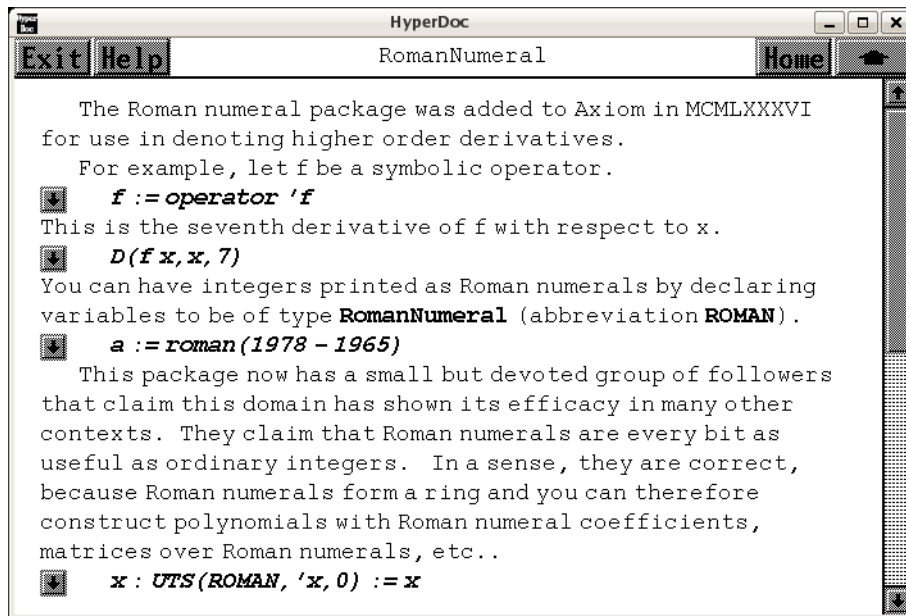 Hyper Doc
HyperDoc
Exit Help RomanNumeral Home
The Roman numeral package was added to Axiom in MCMLXXXVI
for use in denoting higher order derivatives.
For example, let f be a symbolic operator.
f := operator 'f
This is the seventh derivative of f with respect to x.
D(f x, x, 7)
You can have integers printed as Roman numerals by declaring
variables to be of type RomanNumeral (abbreviation ROMAN).
a := roman(1978 - 1965)
This package now has a small but devoted group of followers
that claim this domain has shown its efficacy in many other
contexts. They claim that Roman numerals are every bit as
useful as ordinary integers. In a sense, they are correct,
because Roman numerals form a ring and you can therefore
construct polynomials with Roman numeral coefficients,
matrices over Roman numerals, etc..
x : UTS(ROMAN, 'x, 0) := x